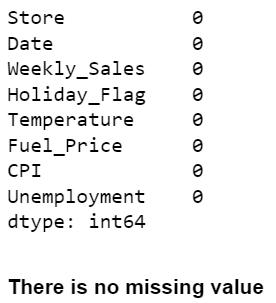 Store 0
Date 0
Weekly_Sales 0
Holiday_Flag 0
Temperature 0
Fuel_Price 0
CPI 0
Unemployment 0
dtype: int64
There is no missing value